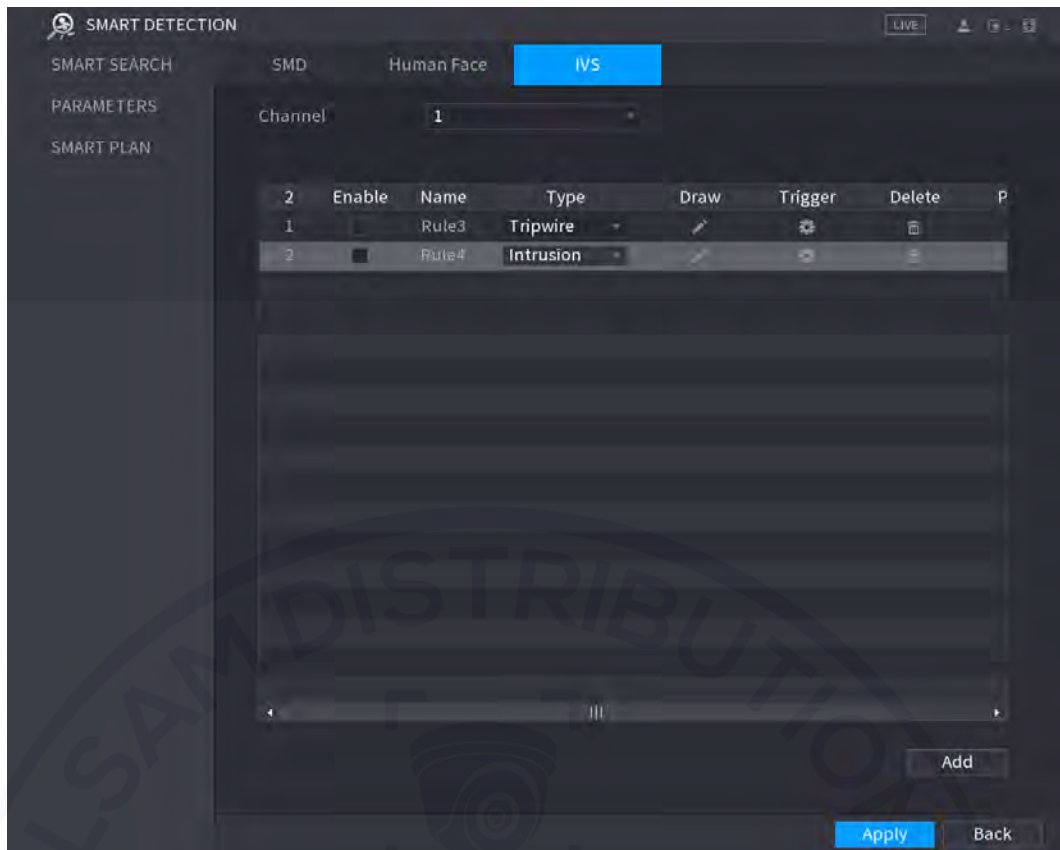 SMART DETECTION LIVE
SMART SEARCH SMD Human Face IVS
PARAMETERS Channel 1
SMART PLAN
2 Enable Name Type Draw Trigger Delete P
1 Rule3 Tripwire
2 Rule4 Intrusion
Add
Apply Back
LSAMDISTRIBUTION